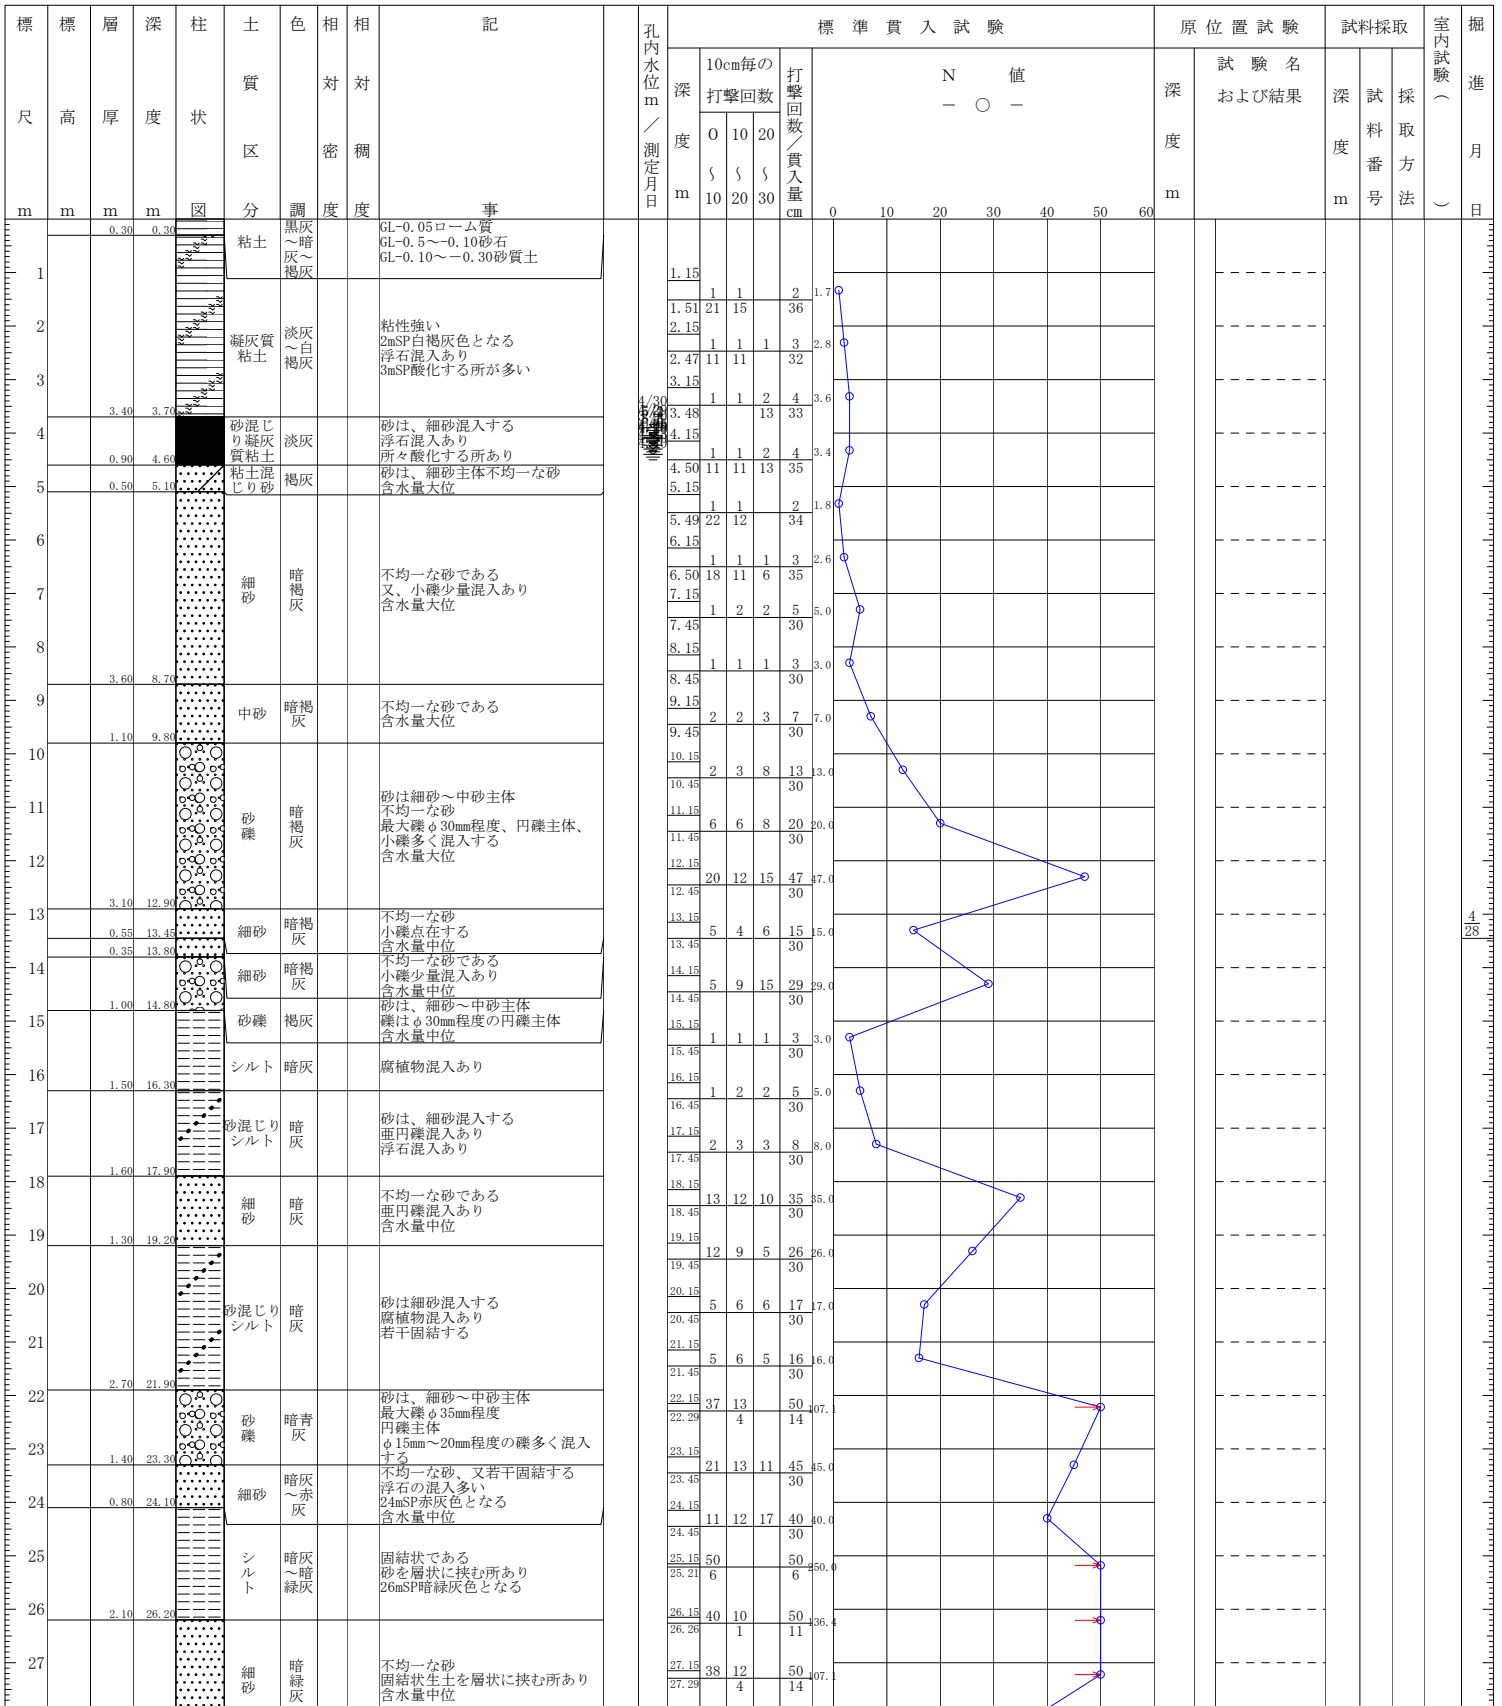 標尺 m
標高 m
層厚 m
深度 m
柱状図
土質区分
色調
相対密度
相対稠度
記事
孔内水位m／測定月日
標準貫入試験
深度 m
10cm毎の打撃回数
0〜10
10〜20
20〜30
打撃回数／貫入量 cm
N 値
― ○ ―
0 10 20 30 40 50 60
原位置試験
深度 m
試験名および結果
試料採取
深度 m
試料番号
採取方法
室内試験（ ）
掘進月日
0.30 0.30
粘土
黒灰〜暗灰〜褐灰
GL-0.05ローム質
GL-0.5〜-0.10砂石
GL-0.10〜－0.30砂質土
3.40 3.70
凝灰質粘土
淡灰〜白褐灰
粘性強い
2mSP白褐灰色となる
浮石混入あり
3mSP酸化する所が多い
0.90 4.60
砂混じり凝灰質粘土
淡灰
砂は、細砂混入する
浮石混入あり
所々酸化する所あり
0.50 5.10
粘土混じり砂
褐灰
砂は、細砂主体不均一な砂
含水量大位
3.60 8.70
細砂
暗褐灰
不均一な砂である
又、小礫少量混入あり
含水量大位
1.10 9.80
中砂
暗褐灰
不均一な砂である
含水量大位
3.10 12.90
砂礫
暗褐灰
砂は細砂〜中砂主体
不均一な砂
最大礫φ30mm程度、円礫主体、
小礫多く混入する
含水量大位
0.55 13.45
細砂
暗褐灰
不均一な砂
小礫点在する
含水量中位
0.35 13.80
細砂
暗褐灰
不均一な砂である
小礫少量混入あり
含水量中位
1.00 14.80
砂礫
褐灰
砂は、細砂〜中砂主体
礫はφ30mm程度の円礫主体
含水量中位
1.50 16.30
シルト
暗灰
腐植物混入あり
1.60 17.90
砂混じりシルト
暗灰
砂は、細砂混入する
亜円礫混入あり
浮石混入あり
1.30 19.20
細砂
暗灰
不均一な砂である
亜円礫混入あり
含水量中位
2.70 21.90
砂混じりシルト
暗灰
砂は細砂混入する
腐植物混入あり
若干固結する
1.40 23.30
砂礫
暗青灰
砂は、細砂〜中砂主体
最大礫φ35mm程度
円礫主体
φ15mm〜20mm程度の礫多く混入
する
0.80 24.10
細砂
暗灰〜赤灰
不均一な砂、又若干固結する
浮石の混入多い
24mSP赤灰色となる
含水量中位
2.10 26.20
シルト
暗灰〜暗緑灰
固結状である
砂を層状に挟む所あり
26mSP暗緑灰色となる
細砂
暗緑灰
不均一な砂
固結状生土を層状に挟む所あり
含水量中位
1 2 3 4 5 6 7 8 9 10 11 12 13 14 15 16 17 18 19 20 21 22 23 24 25 26 27
4/30
1.15
1 1 2 1.7
1.51 21 15 36
2.15
1 1 1 3 2.8
2.47 11 11 32
3.15
1 1 2 4 3.6
3.48 13 33
4.15
1 1 2 4 3.4
4.50 11 11 13 35
5.15
1 1 2 1.8
5.49 22 12 34
6.15
1 1 1 3 2.6
6.50 18 11 6 35
7.15
1 2 2 5 5.0
7.45 30
8.15
1 1 1 3 3.0
8.45 30
9.15
2 2 3 7 7.0
9.45 30
10.15
2 3 8 13 13.0
10.45 30
11.15
6 6 8 20 20.0
11.45 30
12.15
20 12 15 47 47.0
12.45 30
13.15
5 4 6 15 15.0
13.45 30
14.15
5 9 15 29 29.0
14.45 30
15.15
1 1 1 3 3.0
15.45 30
16.15
1 2 2 5 5.0
16.45 30
17.15
2 3 3 8 8.0
17.45 30
18.15
13 12 10 35 35.0
18.45 30
19.15
12 9 5 26 26.0
19.45 30
20.15
5 6 6 17 17.0
20.45 30
21.15
5 6 5 16 16.0
21.45 30
22.15 37 13 50 107.1
22.29 4 14
23.15
21 13 11 45 45.0
23.45 30
24.15
11 12 17 40 40.0
24.45 30
25.15 50 50 250.0
25.21 6 6
26.15 40 10 50 136.4
26.26 1 11
27.15 38 12 50 107.1
27.29 4 14
4
28